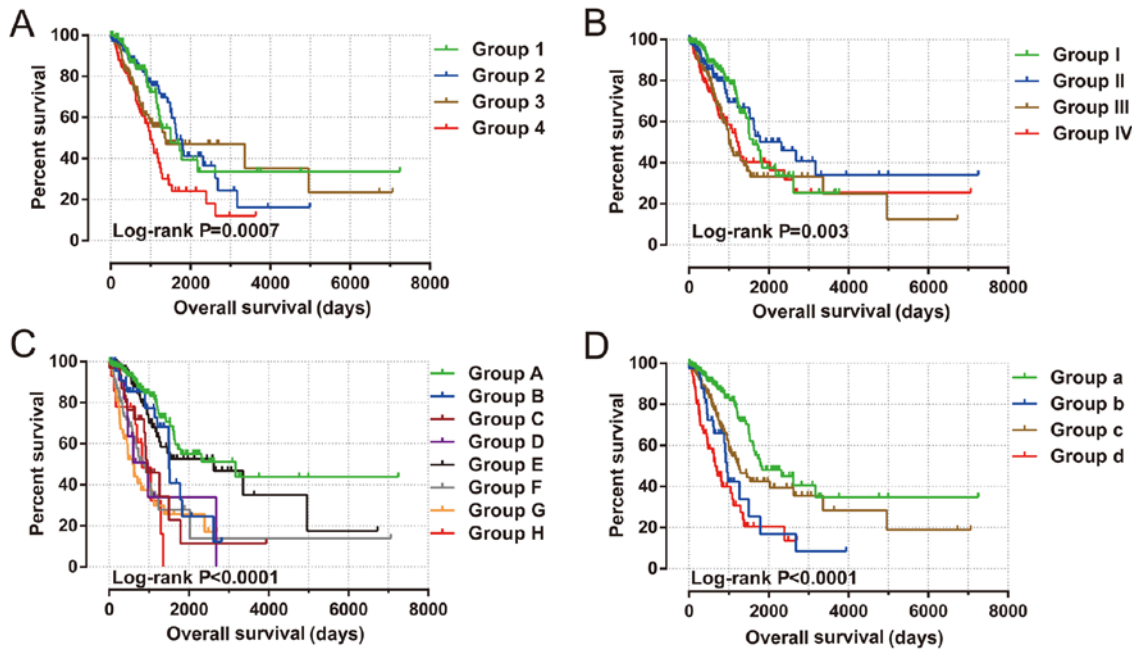 A
Percent survival
100
80
60
40
20
0
Log-rank P=0.0007
0 2000 4000 6000 8000
Overall survival (days)
Group 1
Group 2
Group 3
Group 4
B
Percent survival
100
80
60
40
20
0
Log-rank P=0.003
0 2000 4000 6000 8000
Overall survival (days)
Group I
Group II
Group III
Group IV
C
Percent survival
100
80
60
40
20
0
Log-rank P<0.0001
0 2000 4000 6000 8000
Overall survival (days)
Group A
Group B
Group C
Group D
Group E
Group F
Group G
Group H
D
Percent survival
100
80
60
40
20
0
Log-rank P<0.0001
0 2000 4000 6000 8000
Overall survival (days)
Group a
Group b
Group c
Group d